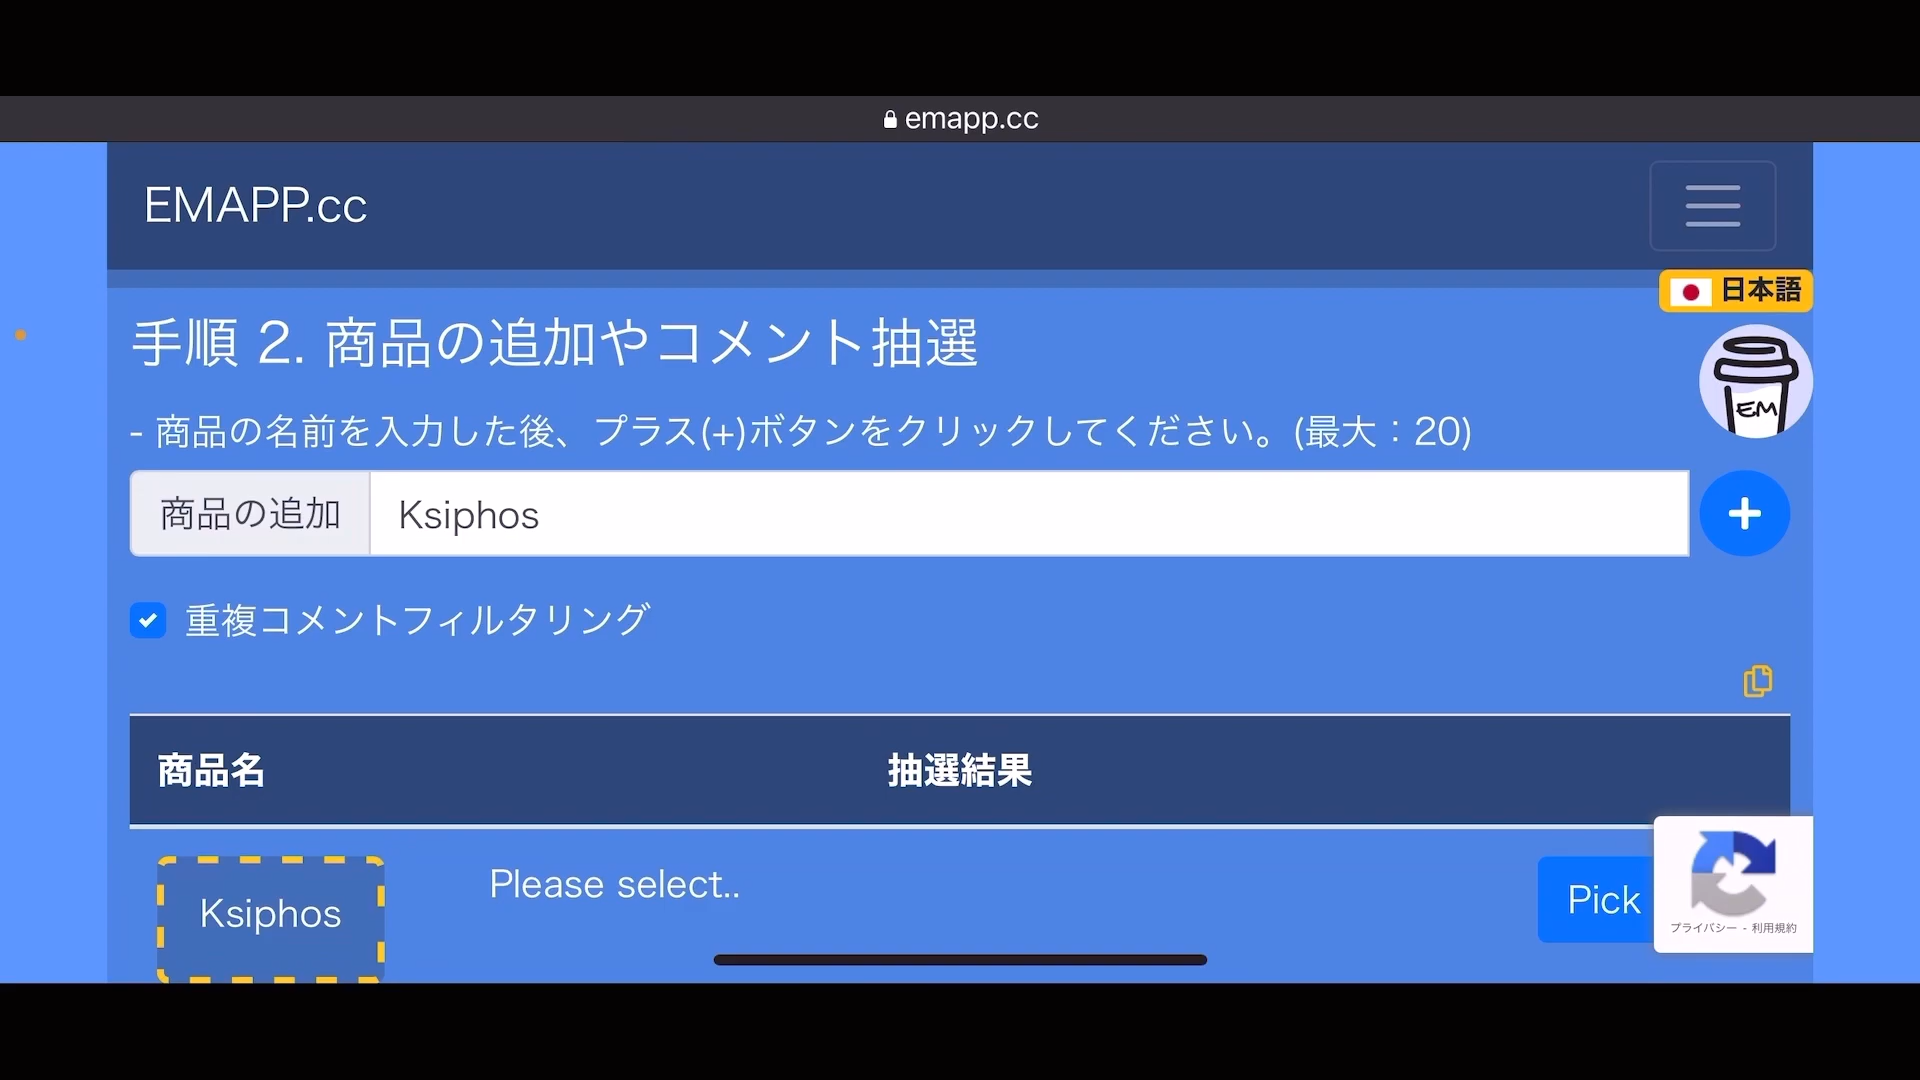 emapp.cc
EMAPP.cc
日本語
手順 2. 商品の追加やコメント抽選
EM
- 商品の名前を入力した後、プラス(+)ボタンをクリックしてください。(最大：20)
商品の追加 Ksiphos +
重複コメントフィルタリング
商品名 抽選結果
Ksiphos Please select.. Pick
プライバシー - 利用規約